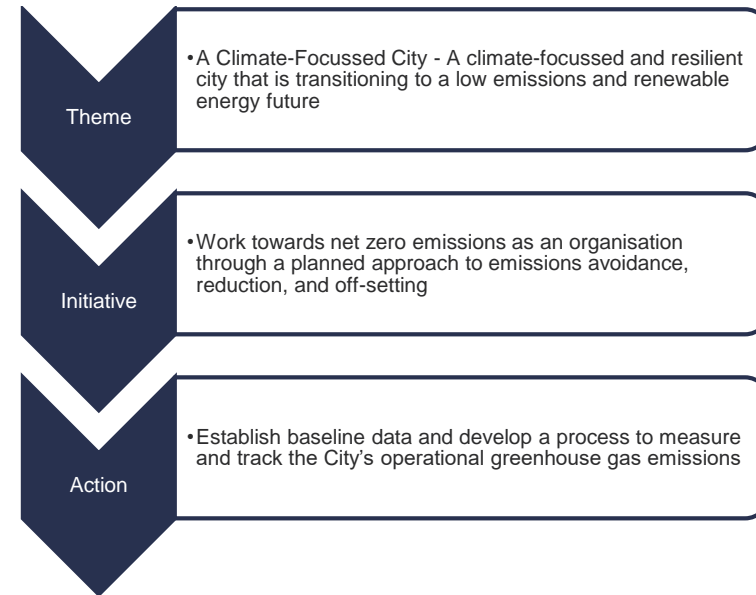 Theme
•A Climate-Focussed City - A climate-focussed and resilient
city that is transitioning to a low emissions and renewable
energy future
Initiative
•Work towards net zero emissions as an organisation
through a planned approach to emissions avoidance,
reduction, and off-setting
Action
•Establish baseline data and develop a process to measure
and track the City’s operational greenhouse gas emissions